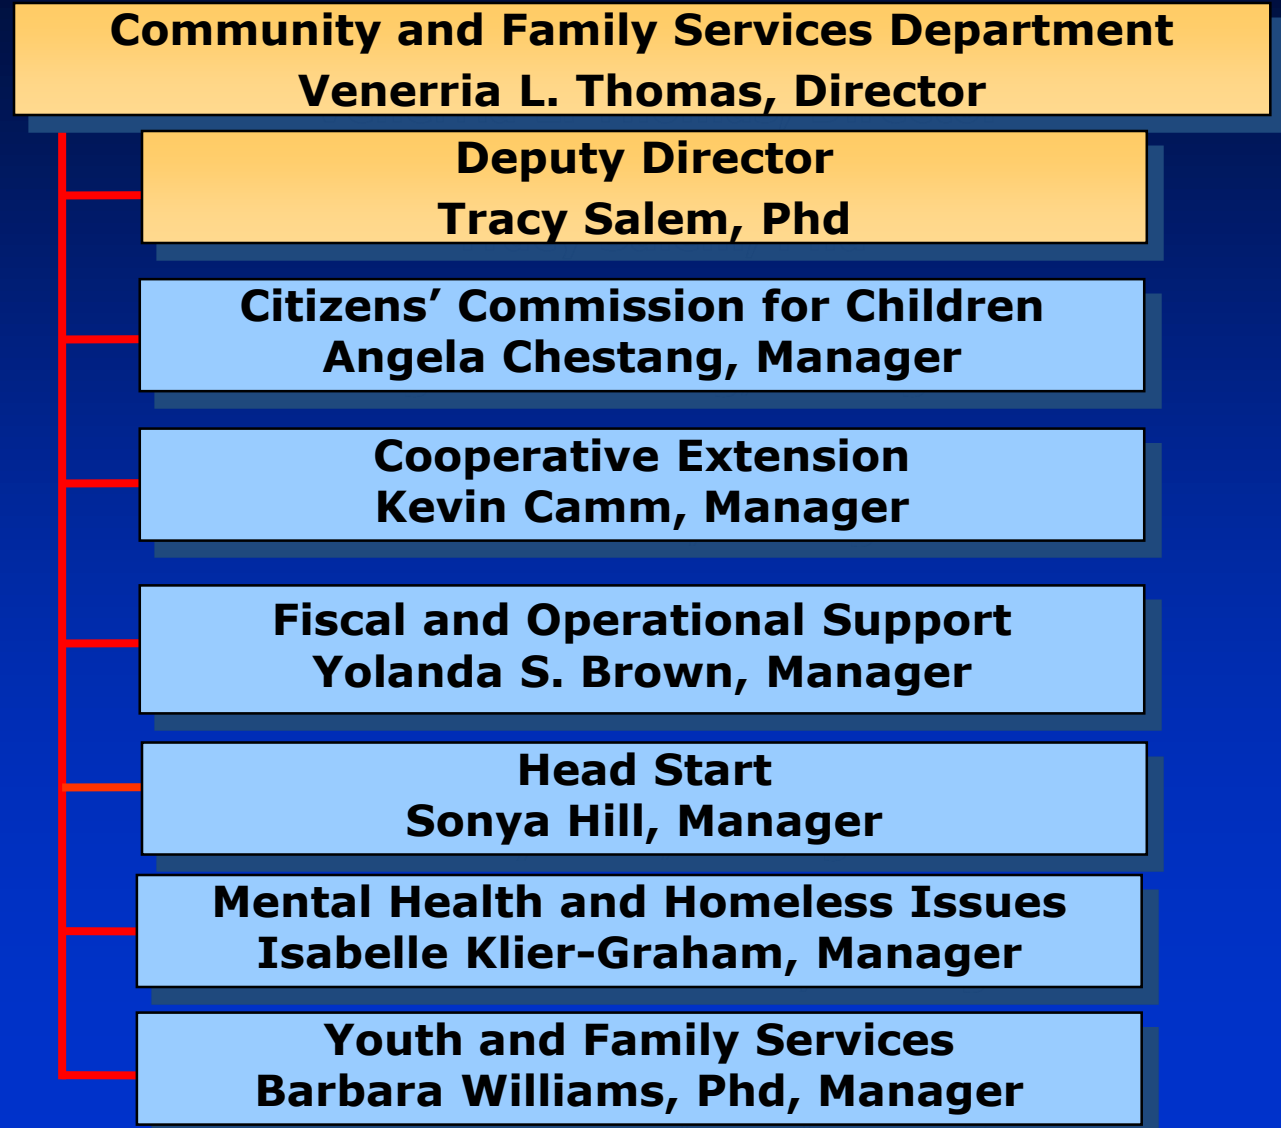 Community and Family Services Department
Venerria L. Thomas, Director
Deputy Director
Tracy Salem, Phd
Citizens’ Commission for Children
Angela Chestang, Manager
Cooperative Extension
Kevin Camm, Manager
Fiscal and Operational Support
Yolanda S. Brown, Manager
Head Start
Sonya Hill, Manager
Mental Health and Homeless Issues
Isabelle Klier-Graham, Manager
Youth and Family Services
Barbara Williams, Phd, Manager